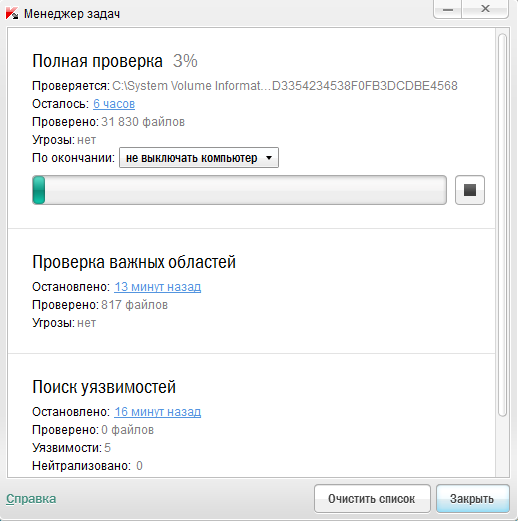 Менеджер задач
Полная проверка 3%
Проверяется: C:\System Volume Informat...D3354234538F0FB3DCDBE4568
Осталось: 6 часов
Проверено: 31 830 файлов
Угрозы: нет
По окончании: не выключать компьютер
Проверка важных областей
Остановлено: 13 минут назад
Проверено: 817 файлов
Угрозы: нет
Поиск уязвимостей
Остановлено: 16 минут назад
Проверено: 0 файлов
Уязвимости: 5
Нейтрализовано: 0
Справка Очистить список Закрыть